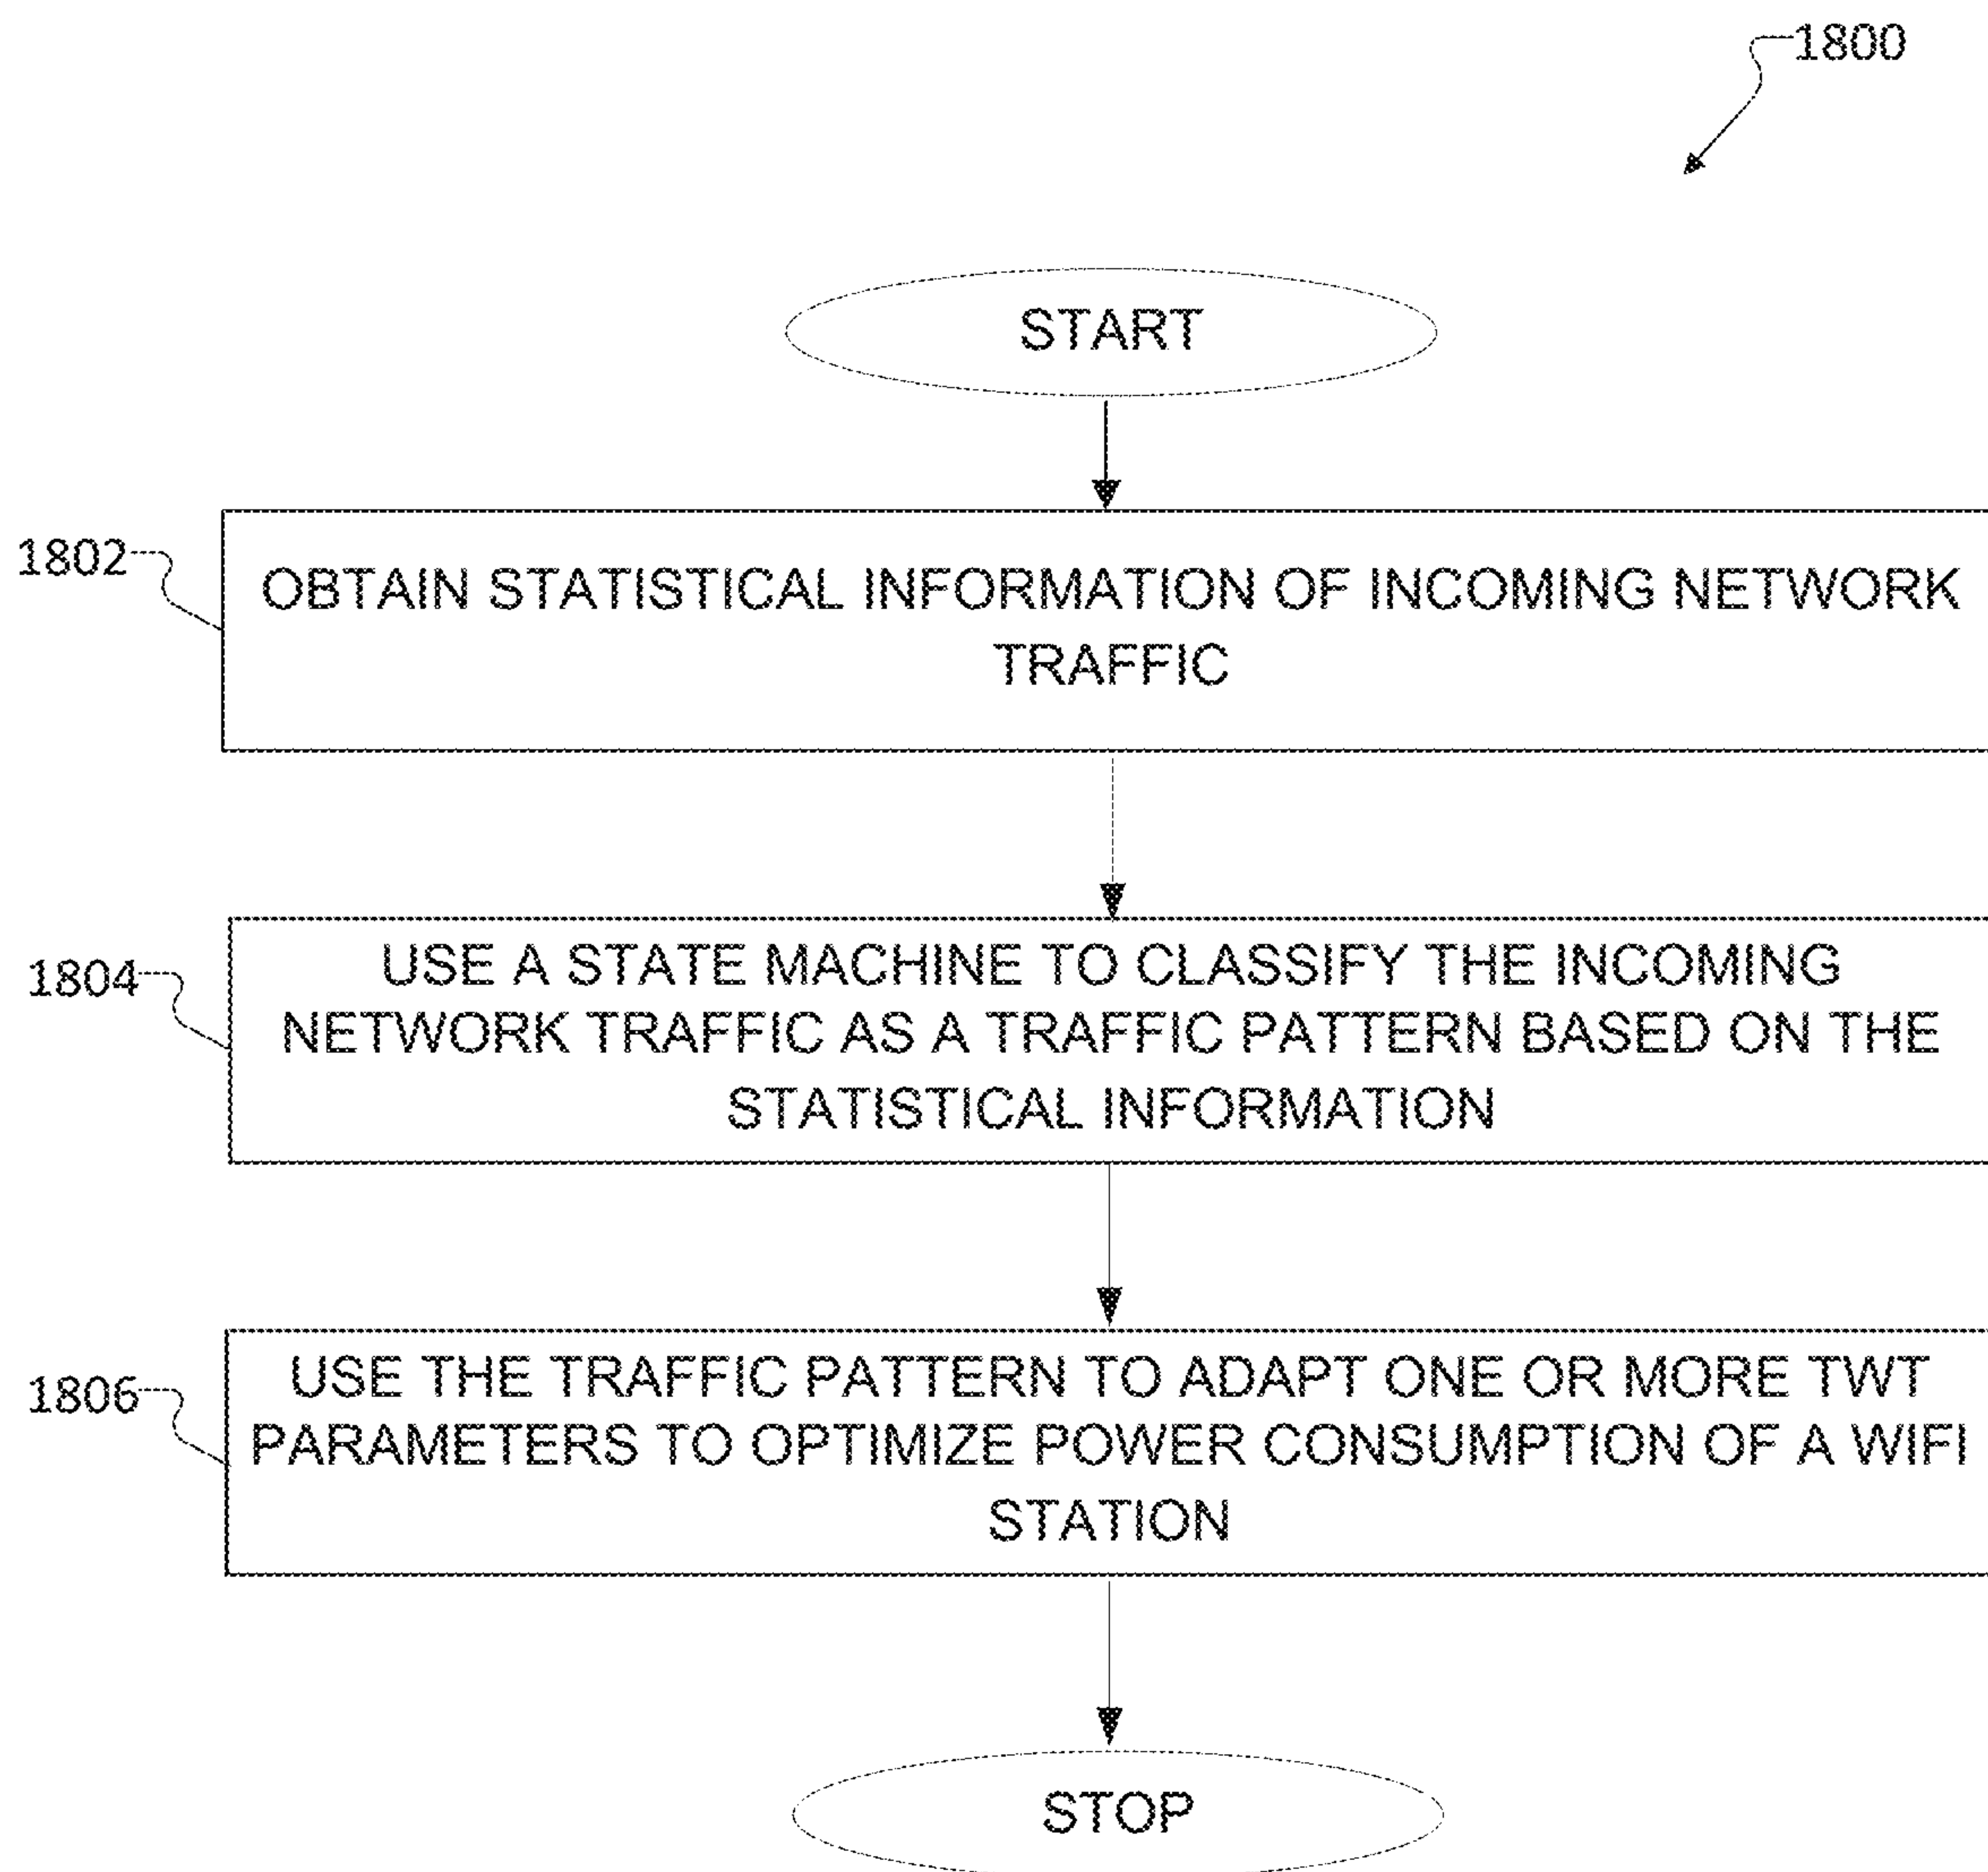 1800
START
1802
OBTAIN STATISTICAL INFORMATION OF INCOMING NETWORK
TRAFFIC
1804
USE A STATE MACHINE TO CLASSIFY THE INCOMING
NETWORK TRAFFIC AS A TRAFFIC PATTERN BASED ON THE
STATISTICAL INFORMATION
1806
USE THE TRAFFIC PATTERN TO ADAPT ONE OR MORE TWT
PARAMETERS TO OPTIMIZE POWER CONSUMPTION OF A WIFI
STATION
STOP